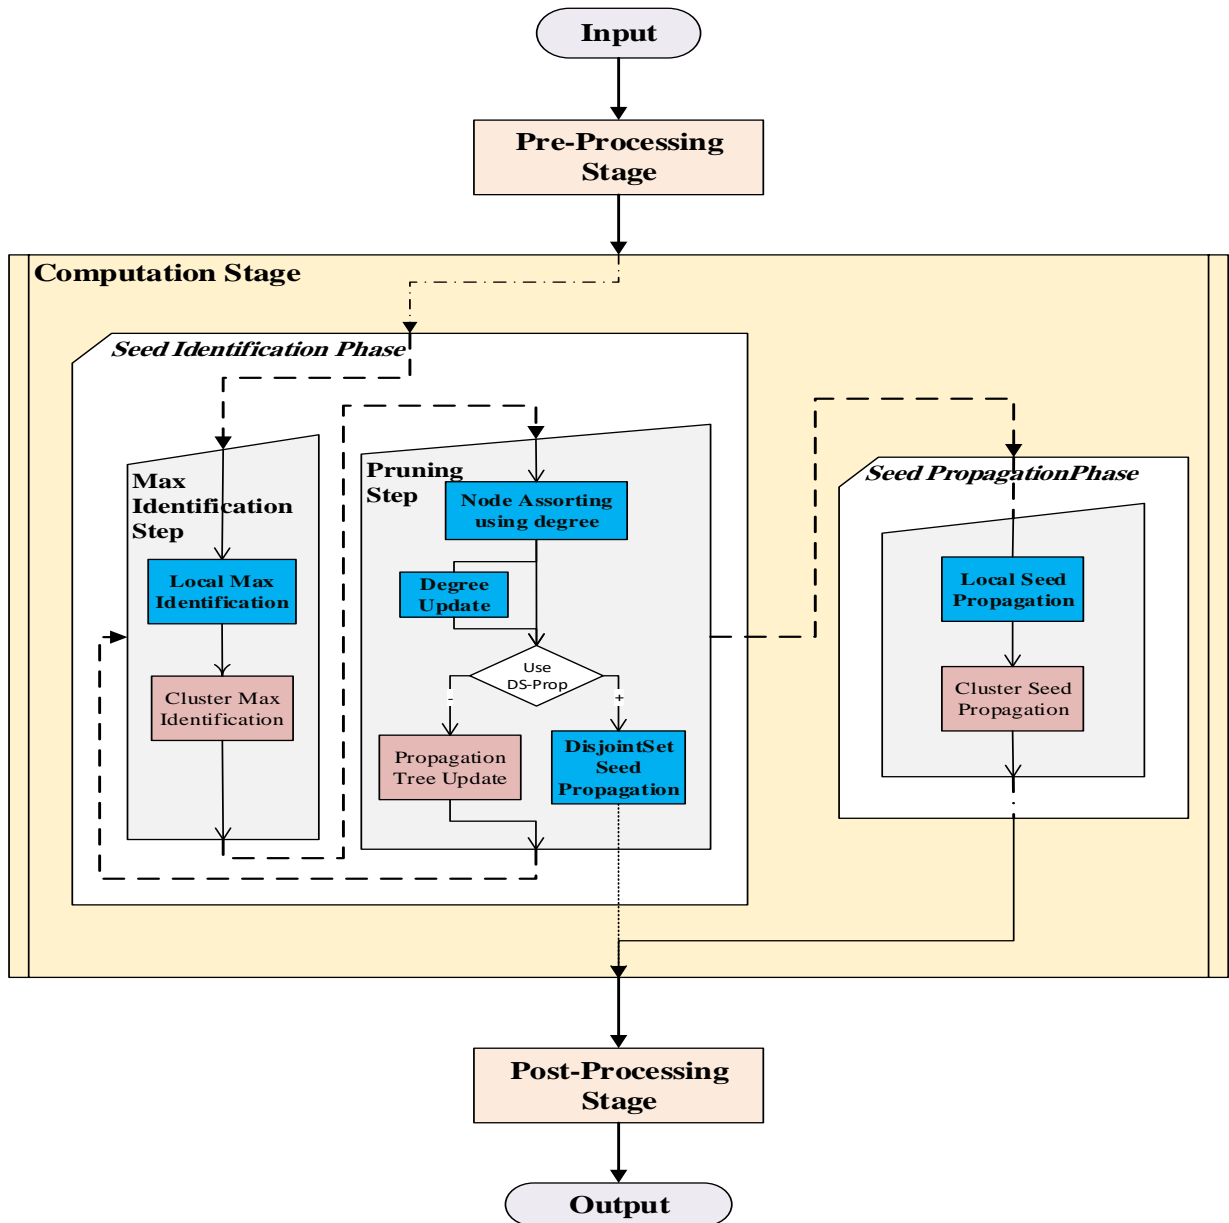 Input
Pre-Processing
Stage
Computation Stage
Seed Identification Phase
Max
Identification
Step
Local Max
Identification
Cluster Max
Identification
Pruning
Step
Node Assorting
using degree
Degree
Update
Use
DS-Prop
-
+
Propagation
Tree Update
DisjointSet
Seed
Propagation
Seed PropagationPhase
Local Seed
Propagation
Cluster Seed
Propagation
Post-Processing
Stage
Output